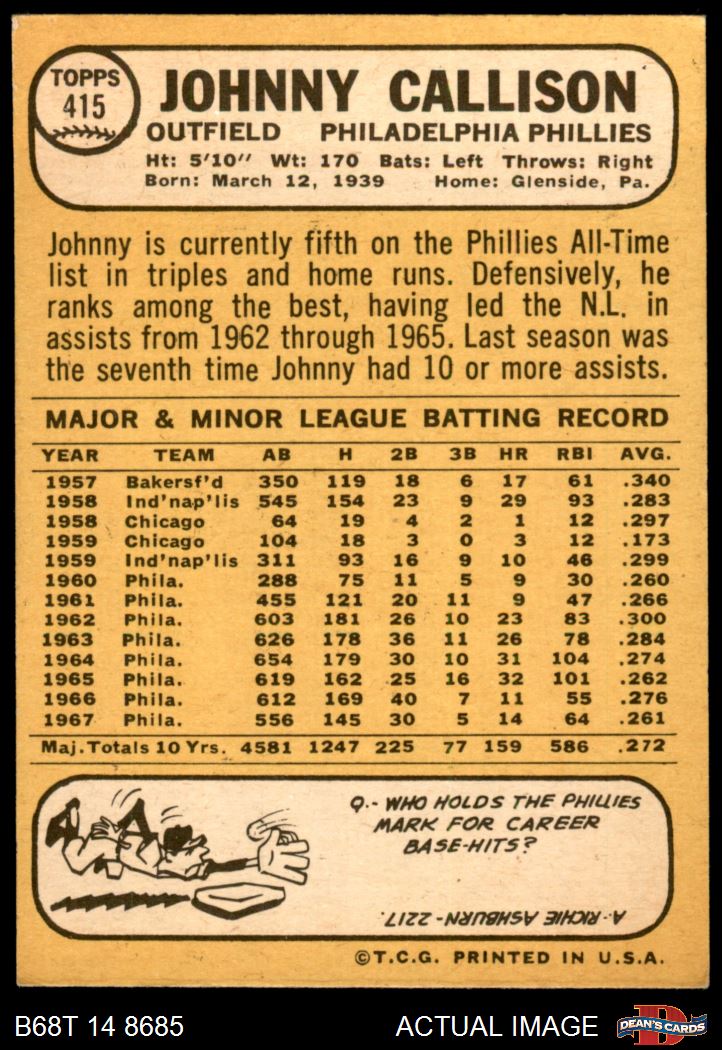 TOPPS
415
JOHNNY CALLISON
OUTFIELD PHILADELPHIA PHILLIES
Ht: 5'10" Wt: 170 Bats: Left Throws: Right
Born: March 12, 1939 Home: Glenside, Pa.
Johnny is currently fifth on the Phillies All-Time
list in triples and home runs. Defensively, he
ranks among the best, having led the N.L. in
assists from 1962 through 1965. Last season was
the seventh time Johnny had 10 or more assists.
MAJOR & MINOR LEAGUE BATTING RECORD
YEAR TEAM AB H 2B 3B HR RBI AVG.
1957 Bakersf'd 350 119 18 6 17 61 .340
1958 Ind'nap'lis 545 154 23 9 29 93 .283
1958 Chicago 64 19 4 2 1 12 .297
1959 Chicago 104 18 3 0 3 12 .173
1959 Ind'nap'lis 311 93 16 9 10 46 .299
1960 Phila. 288 75 11 5 9 30 .260
1961 Phila. 455 121 20 11 9 47 .266
1962 Phila. 603 181 26 10 23 83 .300
1963 Phila. 626 178 36 11 26 78 .284
1964 Phila. 654 179 30 10 31 104 .274
1965 Phila. 619 162 25 16 32 101 .262
1966 Phila. 612 169 40 7 11 55 .276
1967 Phila. 556 145 30 5 14 64 .261
Maj. Totals 10 Yrs. 4581 1247 225 77 159 586 .272
Q.- WHO HOLDS THE PHILLIES
MARK FOR CAREER
BASE-HITS?
A.- RICHIE ASHBURN - 2217.
©T.C.G. PRINTED IN U.S.A.
B68T 14 8685 ACTUAL IMAGE
DEAN'S CARDS